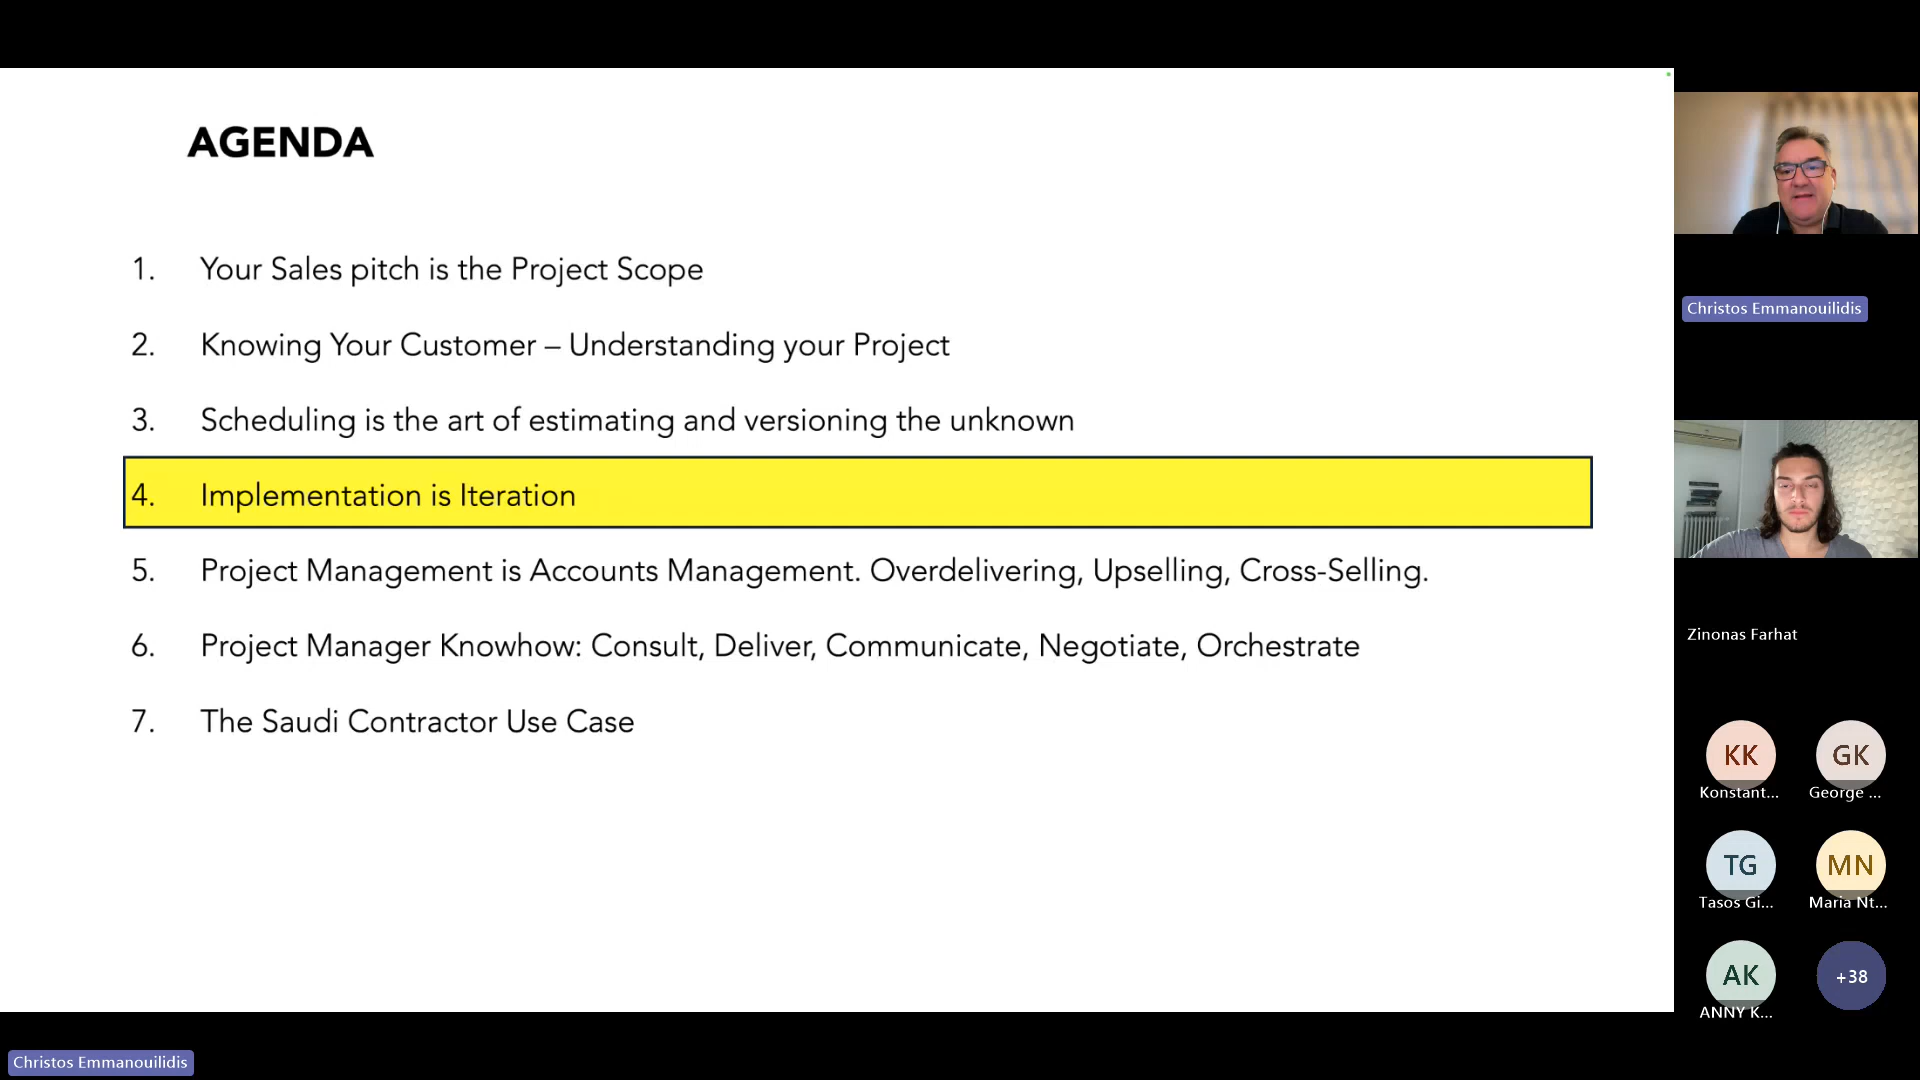 AGENDA
1. Your Sales pitch is the Project Scope
2. Knowing Your Customer – Understanding your Project
3. Scheduling is the art of estimating and versioning the unknown
4. Implementation is Iteration
5. Project Management is Accounts Management. Overdelivering, Upselling, Cross-Selling.
6. Project Manager Knowhow: Consult, Deliver, Communicate, Negotiate, Orchestrate
7. The Saudi Contractor Use Case
Christos Emmanouilidis
Zinonas Farhat
KK GK
Konstant... George ...
TG MN
Tasos Gi... Maria Nt...
AK +38
ANNY K...
Christos Emmanouilidis